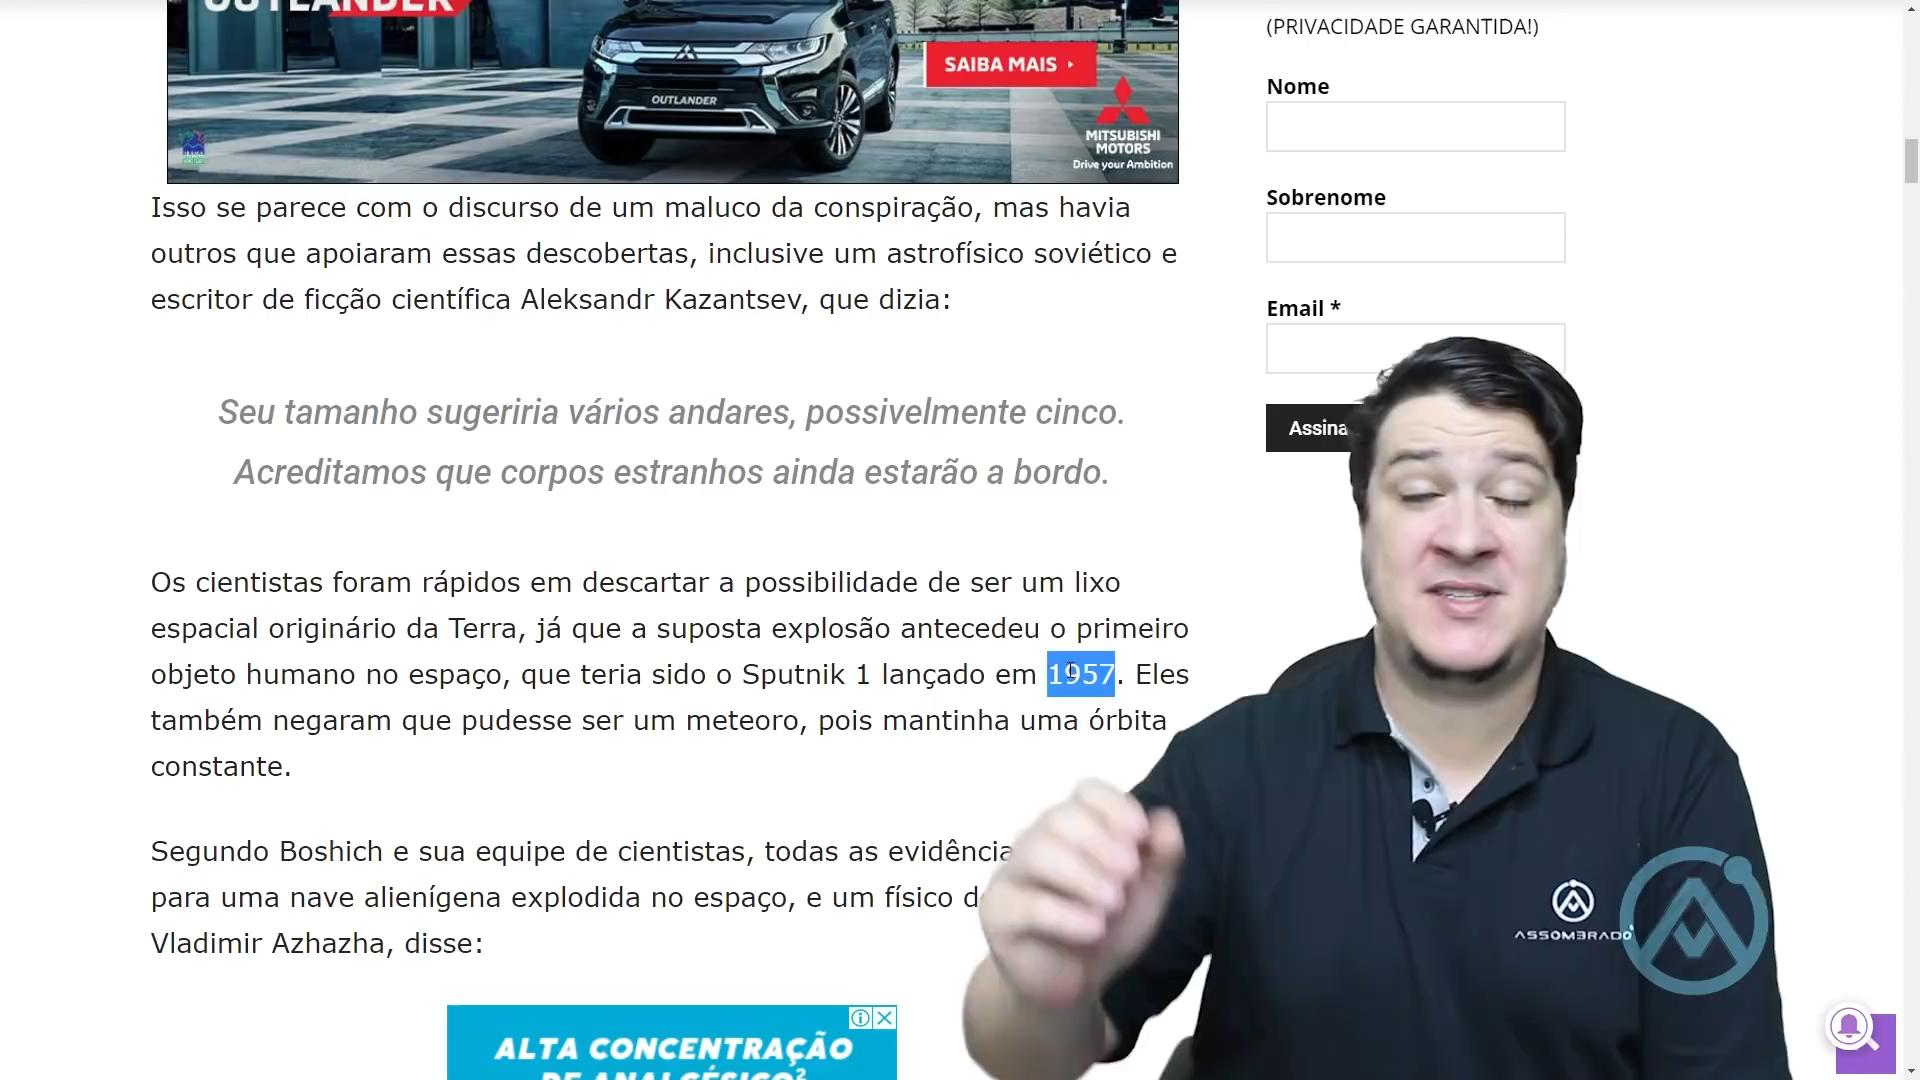 OUTLANDER
SAIBA MAIS
OUTLANDER
MITSUBISHI
MOTORS
Drive your Ambition
(PRIVACIDADE GARANTIDA!)
Nome
Sobrenome
Email *
Assina
Isso se parece com o discurso de um maluco da conspiração, mas havia
outros que apoiaram essas descobertas, inclusive um astrofísico soviético e
escritor de ficção científica Aleksandr Kazantsev, que dizia:
Seu tamanho sugeriria vários andares, possivelmente cinco.
Acreditamos que corpos estranhos ainda estarão a bordo.
Os cientistas foram rápidos em descartar a possibilidade de ser um lixo
espacial originário da Terra, já que a suposta explosão antecedeu o primeiro
objeto humano no espaço, que teria sido o Sputnik 1 lançado em 1957. Eles
também negaram que pudesse ser um meteoro, pois mantinha uma órbita
constante.
Segundo Boshich e sua equipe de cientistas, todas as evidência
para uma nave alienígena explodida no espaço, e um físico d
Vladimir Azhazha, disse:
ALTA CONCENTRAÇÃO
DE ANALGÉSICO²
ASSOMBRADO